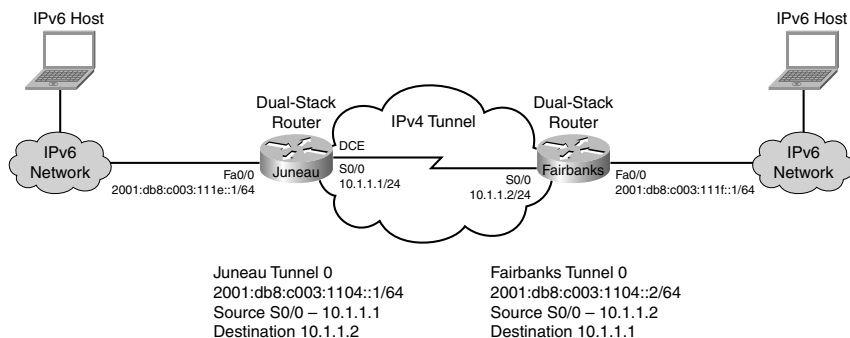 IPv6 Host
IPv6 Host
Dual-Stack
Router
IPv4 Tunnel
Dual-Stack
Router
DCE
IPv6
Network
Juneau
Fairbanks
IPv6
Network
Fa0/0
2001:db8:c003:111e::1/64
S0/0
10.1.1.1/24
S0/0
10.1.1.2/24
Fa0/0
2001:db8:c003:111f::1/64
Juneau Tunnel 0
2001:db8:c003:1104::1/64
Source S0/0 – 10.1.1.1
Destination 10.1.1.2
Fairbanks Tunnel 0
2001:db8:c003:1104::2/64
Source S0/0 – 10.1.1.2
Destination 10.1.1.1